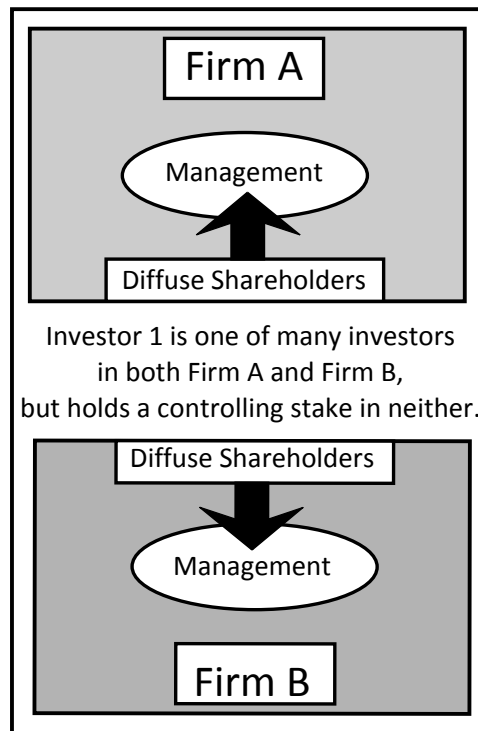 Firm A
Management
Diffuse Shareholders
Investor 1 is one of many investors
in both Firm A and Firm B,
but holds a controlling stake in neither.
Diffuse Shareholders
Management
Firm B